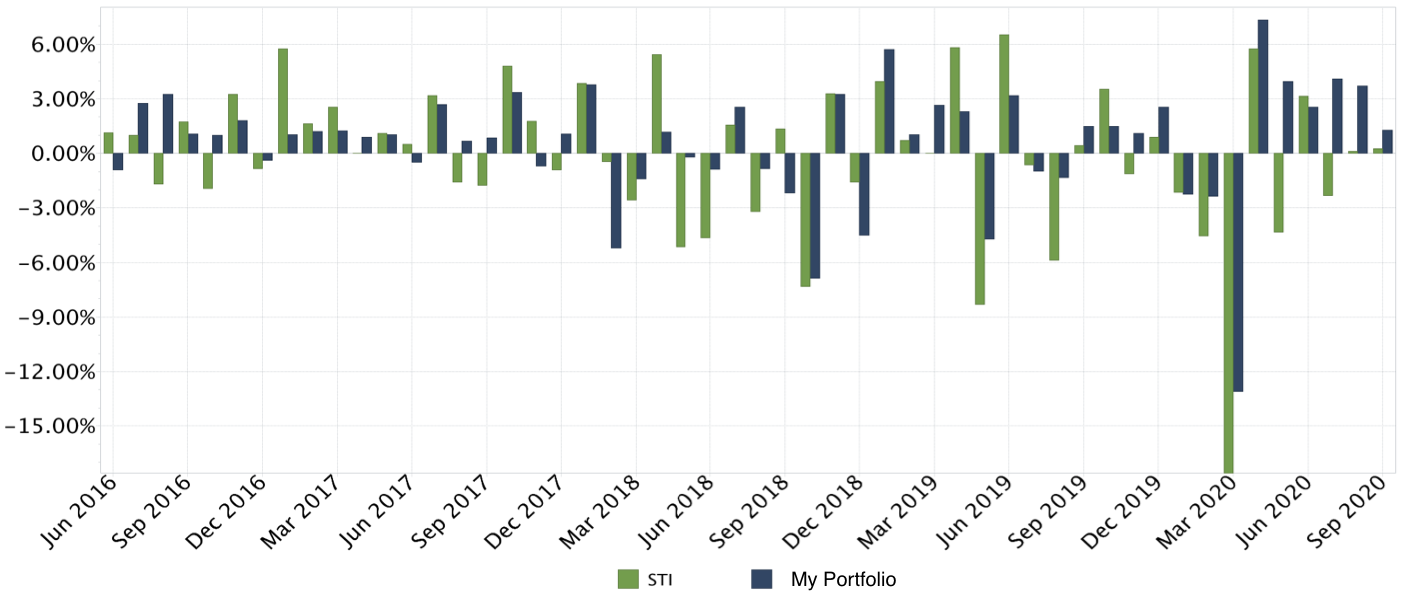 6.00%
3.00%
0.00%
−3.00%
−6.00%
−9.00%
−12.00%
−15.00%
Jun 2016
Sep 2016
Dec 2016
Mar 2017
Jun 2017
Sep 2017
Dec 2017
Mar 2018
Jun 2018
Sep 2018
Dec 2018
Mar 2019
Jun 2019
Sep 2019
Dec 2019
Mar 2020
Jun 2020
Sep 2020
STI My Portfolio